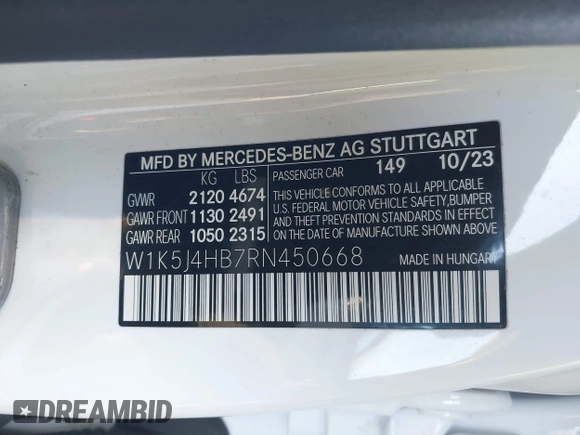 MFD BY MERCEDES-BENZ AG STUTTGART
KG LBS PASSENGER CAR 149 10/23
GVWR 2120 4674
GAWR FRONT 1130 2491
GAWR REAR 1050 2315
THIS VEHICLE CONFORMS TO ALL APPLICABLE
U.S. FEDERAL MOTOR VEHICLE SAFETY,BUMPER
AND THEFT PREVENTION STANDARDS IN EFFECT
ON THE DATE OF MANUFACTURE SHOWN ABOVE.
W1K5J4HB7RN450668 MADE IN HUNGARY
DREAMBID